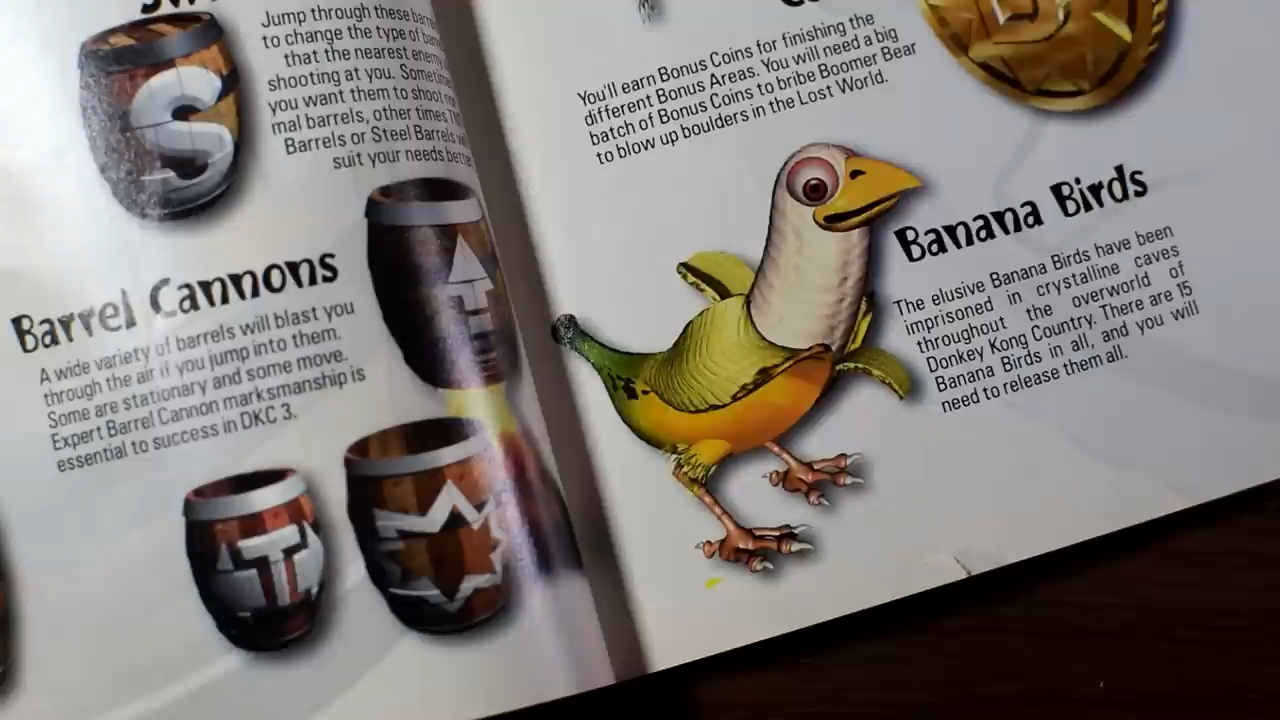 Jump through these
to change the type of
that the nearest enemy
shooting at you.
you want them to shoot
mal barrels, other times TNT
Barrels or Steel Barrels
suit your needs
S
Barrel Cannons
A wide variety of barrels will blast you
through the air if you jump into them.
Some are stationary and some move.
Expert Barrel Cannon marksmanship is
essential to success in DKC 3.
You'll earn Bonus Coins for finishing the
different Bonus Areas. You will need a big
batch of Bonus Coins to bribe Boomer Bear
to blow up boulders in the Lost World.
Banana Birds
The elusive Banana Birds have been
imprisoned in crystalline caves
throughout the overworld of
Donkey Kong Country. There are 15
Banana Birds in all, and you will
need to release them all.